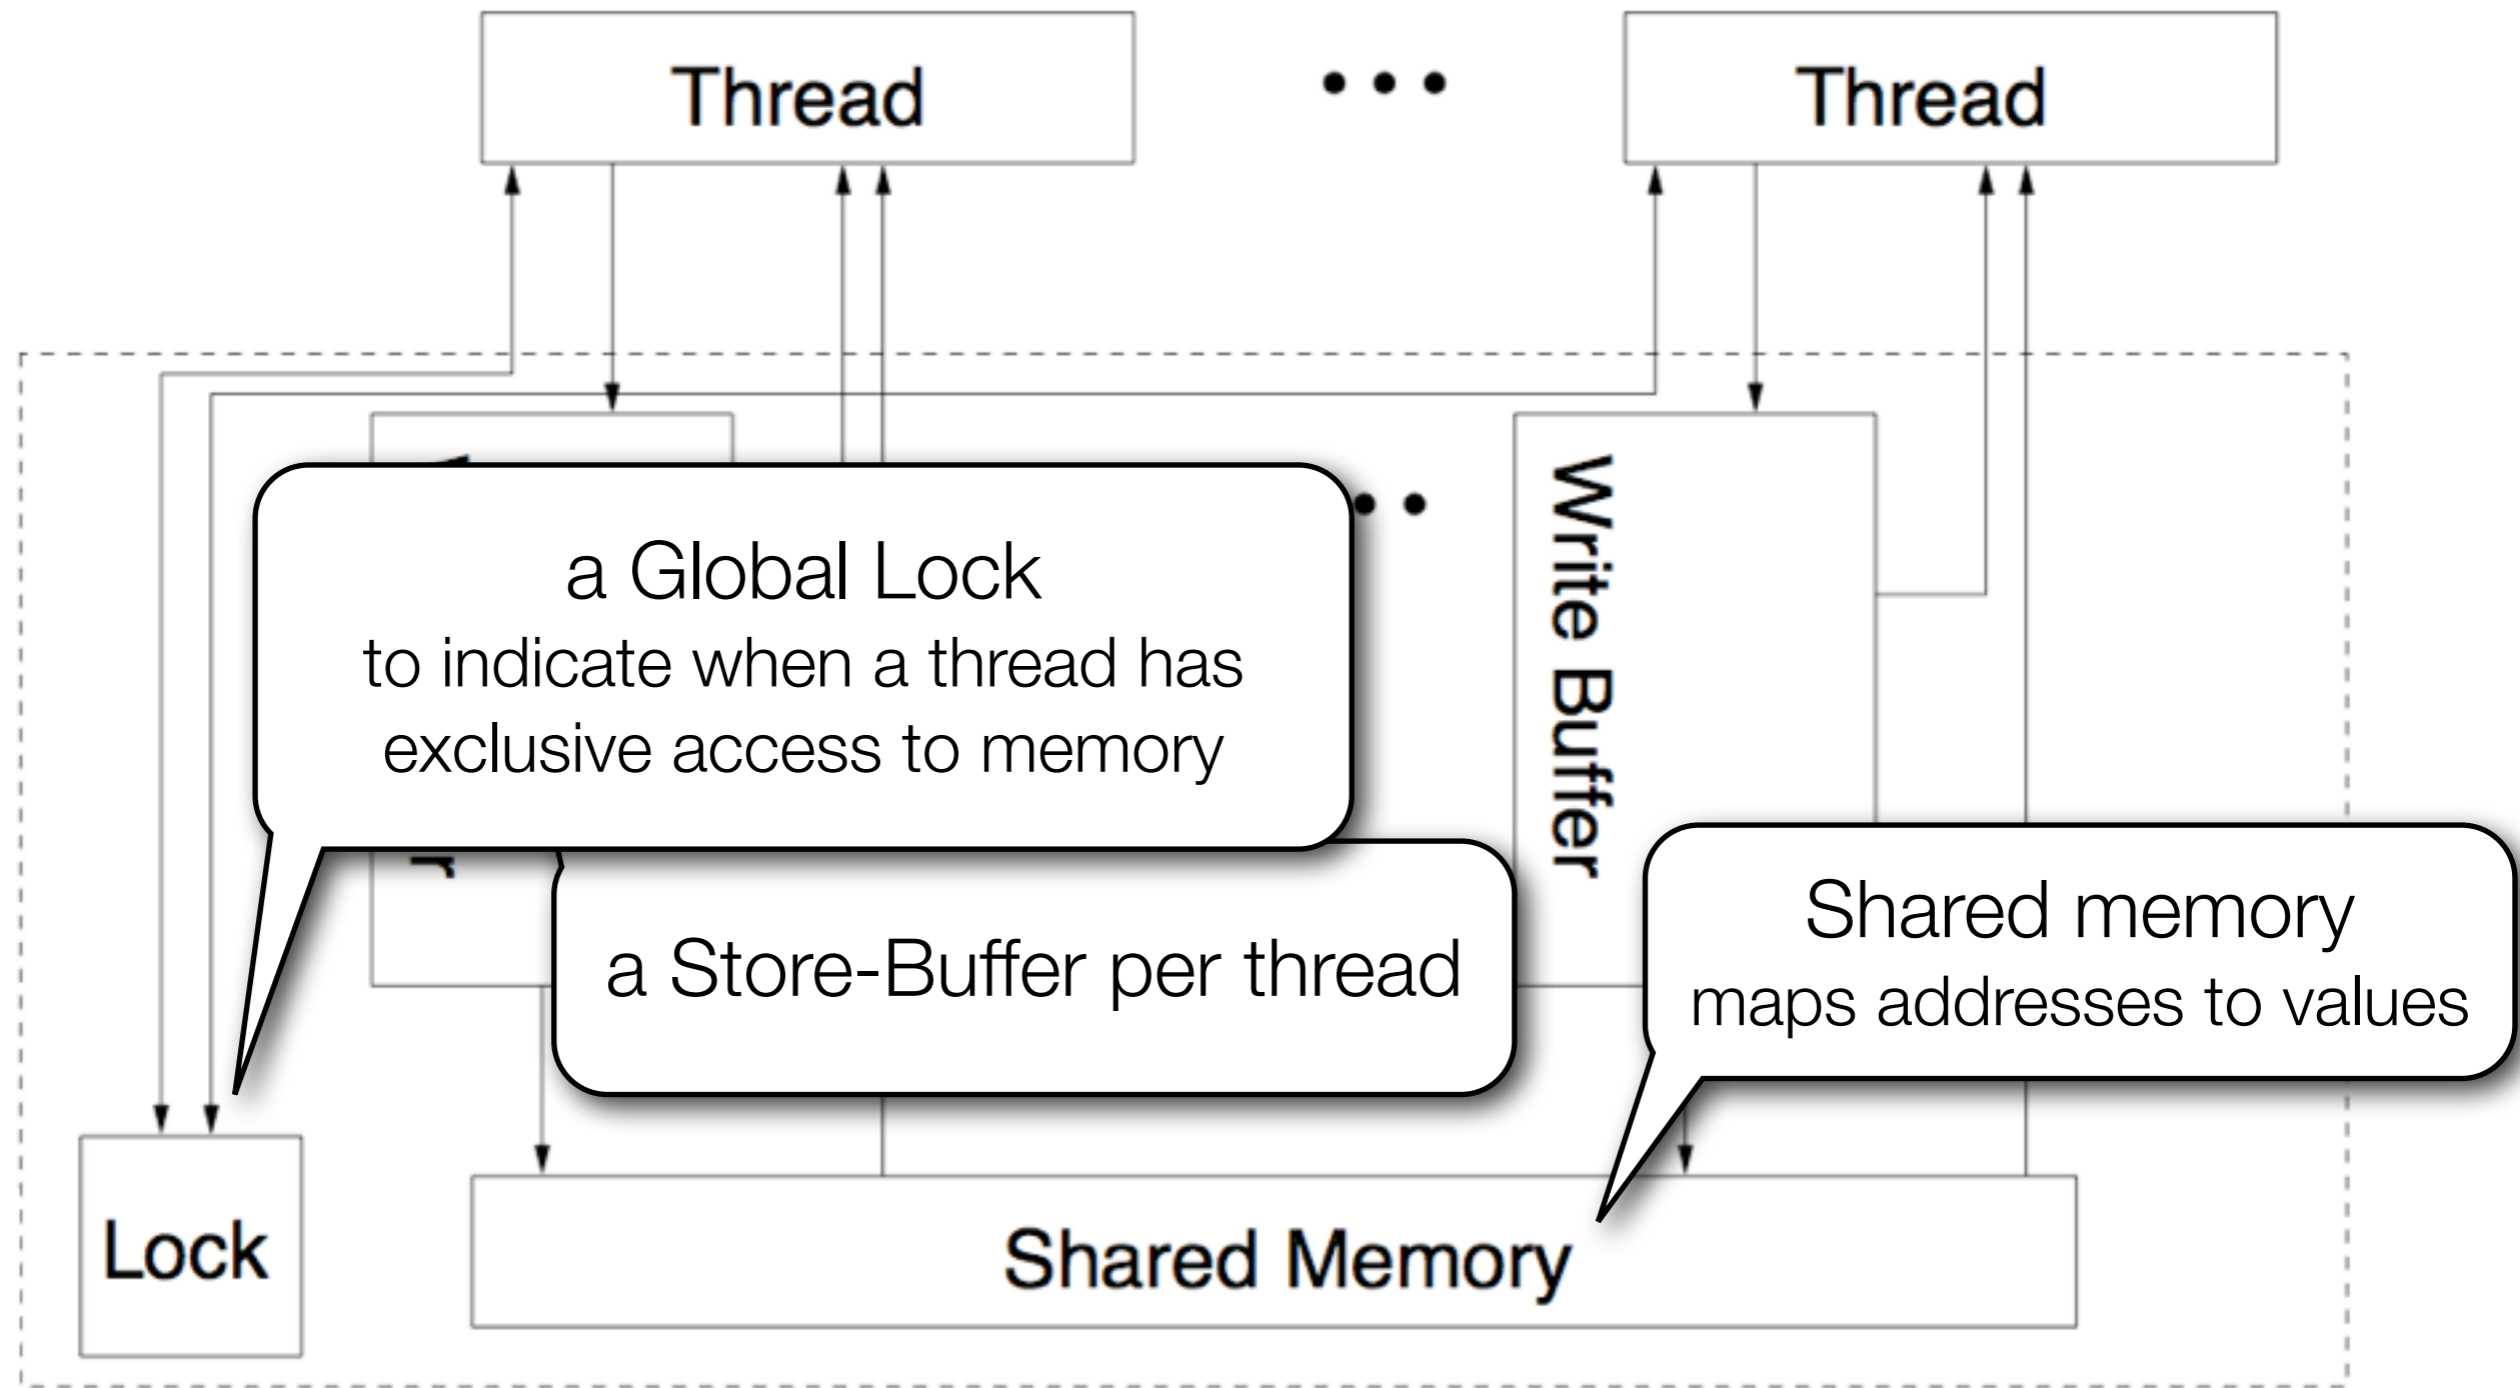 Thread
Thread
a Global Lock
to indicate when a thread has
exclusive access to memory
Write Buffer
a Store-Buffer per thread
Shared memory
maps addresses to values
Lock
Shared Memory